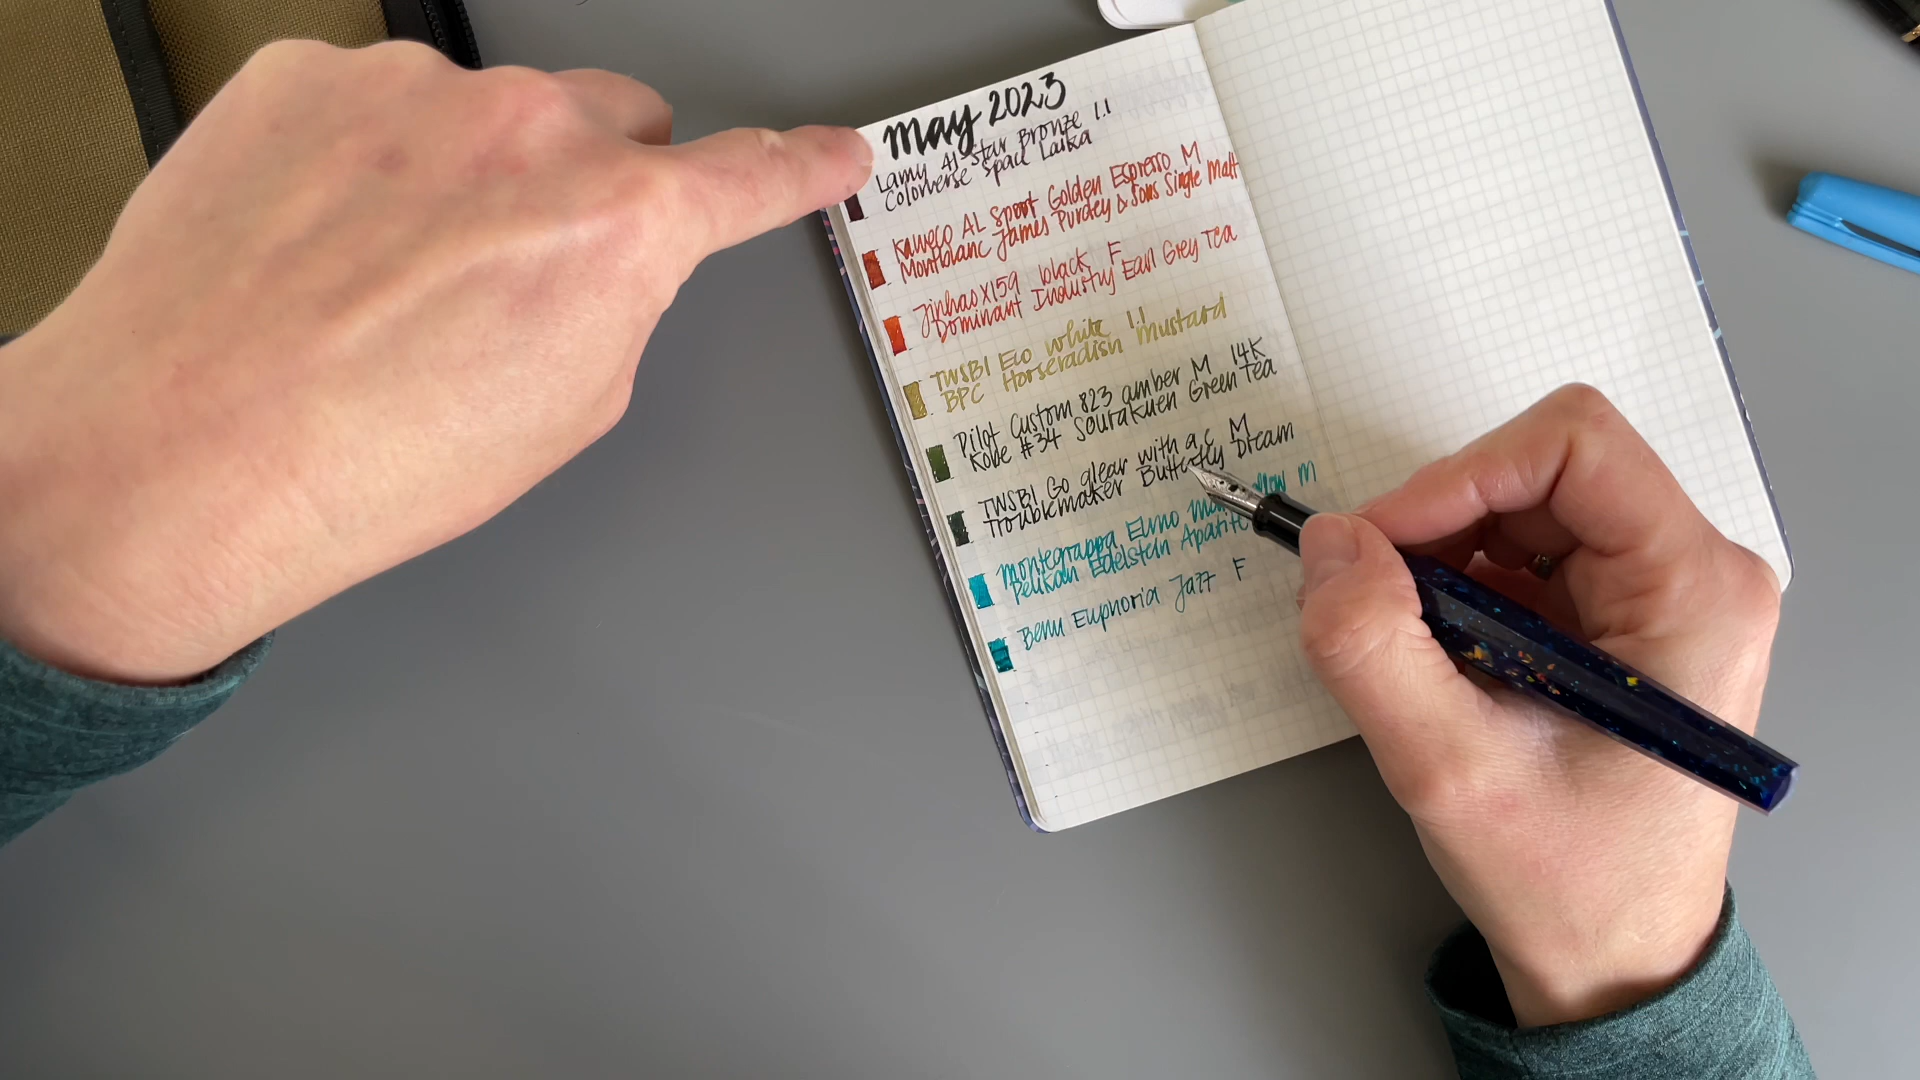 May 2023
Lamy Al-Star Bronze 1.1
Colorverse Space Laika
Kaweco AL Sport Golden Espresso M
Montblanc James Purdey & Sons Single Malt
Jinhao X159 black F
Dominant Industry Earl Grey Tea
TWSBI Eco white 1.1
BPC Horseradish Mustard
Pilot Custom 823 amber M 14K
Kobe #34 Sourakuen Green Tea
TWSBI Go clear with a c M
Troublemaker Butterfly Dream
Montegrappa Elmo M
Pelikan Edelstein Apatite
Benu Euphoria Jazz F